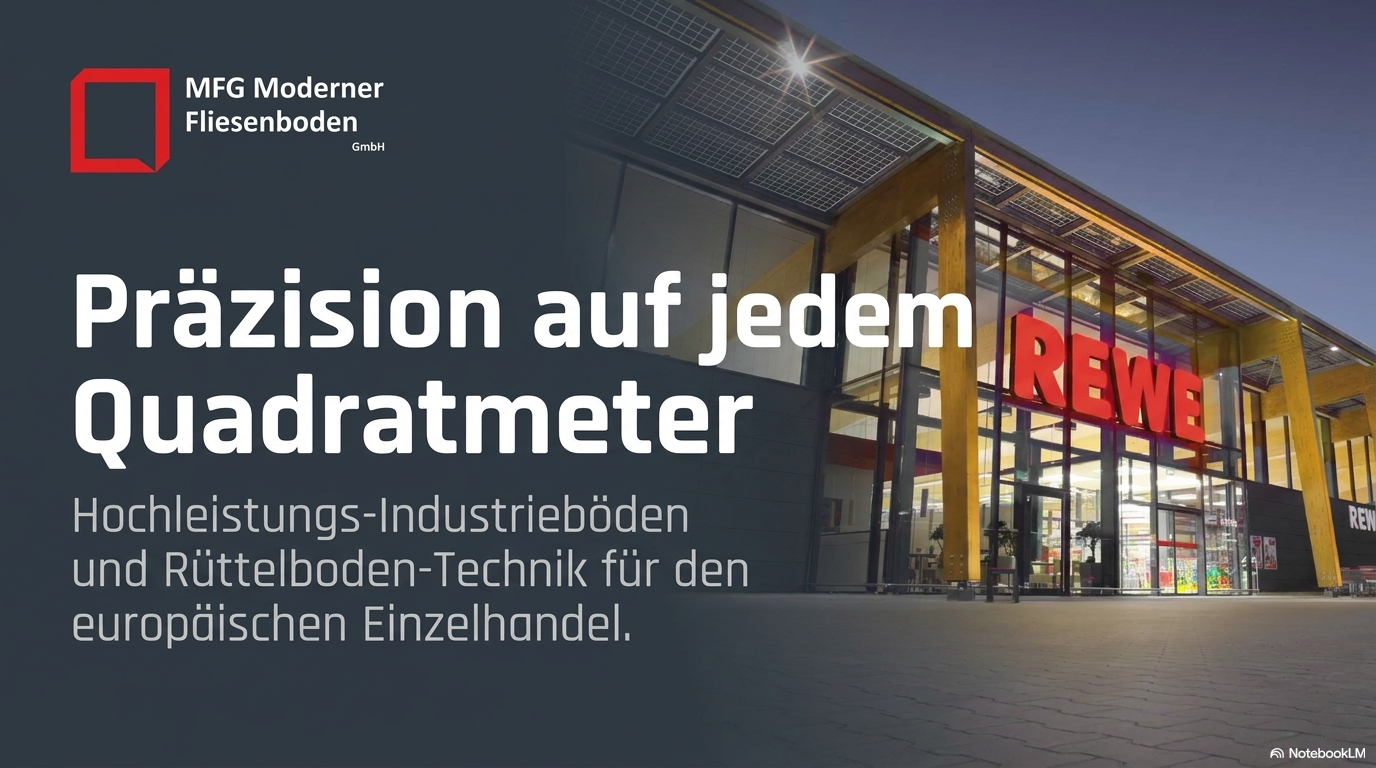 MFG Moderner
Fliesenboden
GmbH
Präzision auf jedem
Quadratmeter
REWE
Hochleistungs-Industrieböden
und Rüttelboden-Technik für den
europäischen Einzelhandel.
REW
NotebookLM